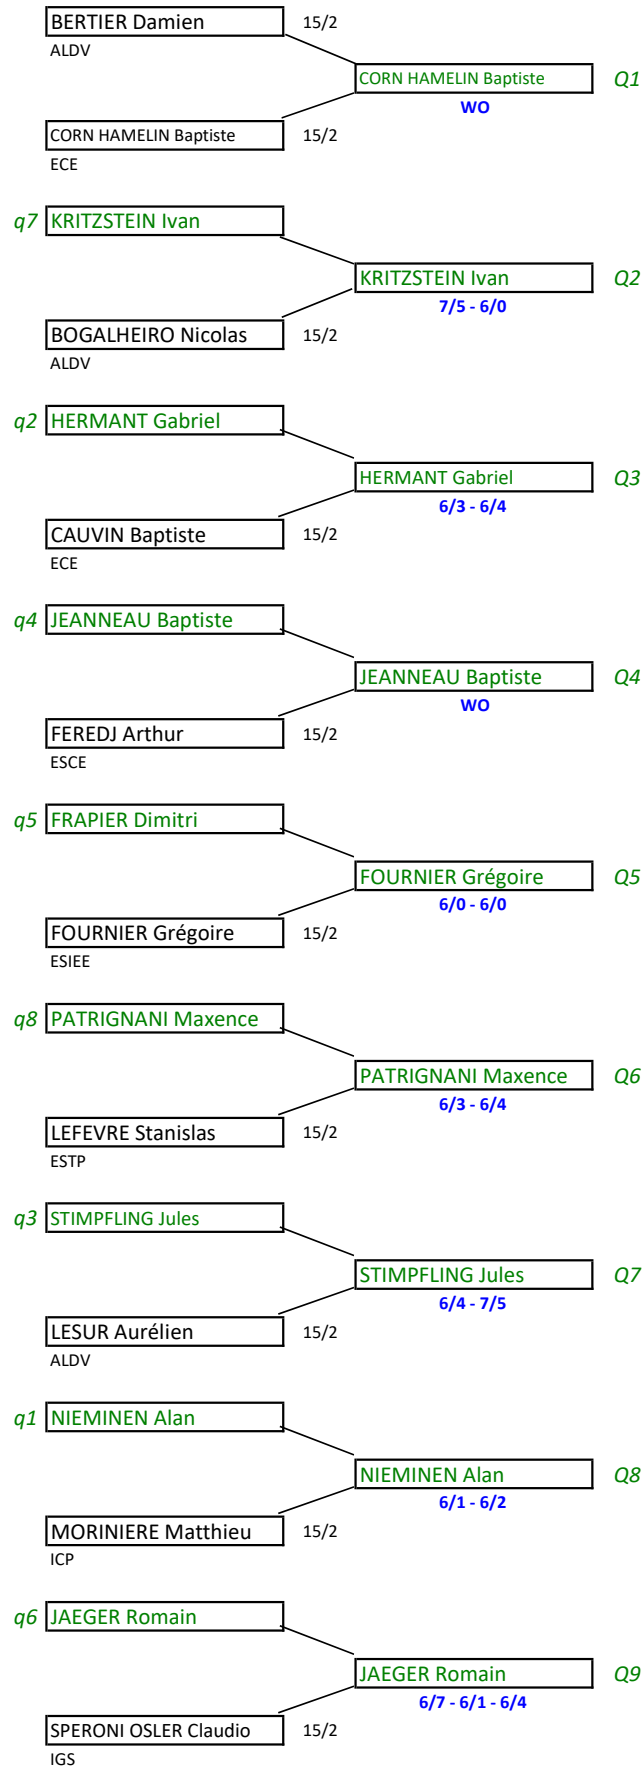 BERTIER Damien 15/2
ALDV
CORN HAMELIN Baptiste Q1
WO
CORN HAMELIN Baptiste 15/2
ECE
q7 KRITZSTEIN Ivan
KRITZSTEIN Ivan Q2
7/5 - 6/0
BOGALHEIRO Nicolas 15/2
ALDV
q2 HERMANT Gabriel
HERMANT Gabriel Q3
6/3 - 6/4
CAUVIN Baptiste 15/2
ECE
q4 JEANNEAU Baptiste
JEANNEAU Baptiste Q4
WO
FEREDJ Arthur 15/2
ESCE
q5 FRAPIER Dimitri
FOURNIER Grégoire Q5
6/0 - 6/0
FOURNIER Grégoire 15/2
ESIEE
q8 PATRIGNANI Maxence
PATRIGNANI Maxence Q6
6/3 - 6/4
LEFEVRE Stanislas 15/2
ESTP
q3 STIMPFLING Jules
STIMPFLING Jules Q7
6/4 - 7/5
LESUR Aurélien 15/2
ALDV
q1 NIEMINEN Alan
NIEMINEN Alan Q8
6/1 - 6/2
MORINIERE Matthieu 15/2
ICP
q6 JAEGER Romain
JAEGER Romain Q9
6/7 - 6/1 - 6/4
SPERONI OSLER Claudio 15/2
IGS